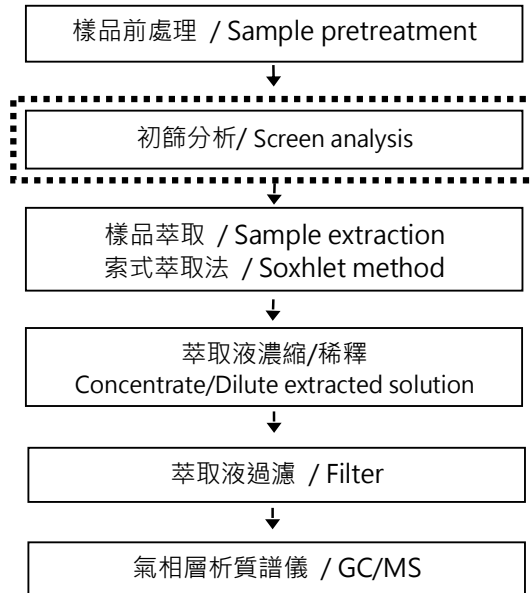 樣品前處理 / Sample pretreatment
初篩分析/ Screen analysis
樣品萃取 / Sample extraction
索式萃取法 / Soxhlet method
萃取液濃縮/稀釋
Concentrate/Dilute extracted solution
萃取液過濾 / Filter
氣相層析質譜儀 / GC/MS